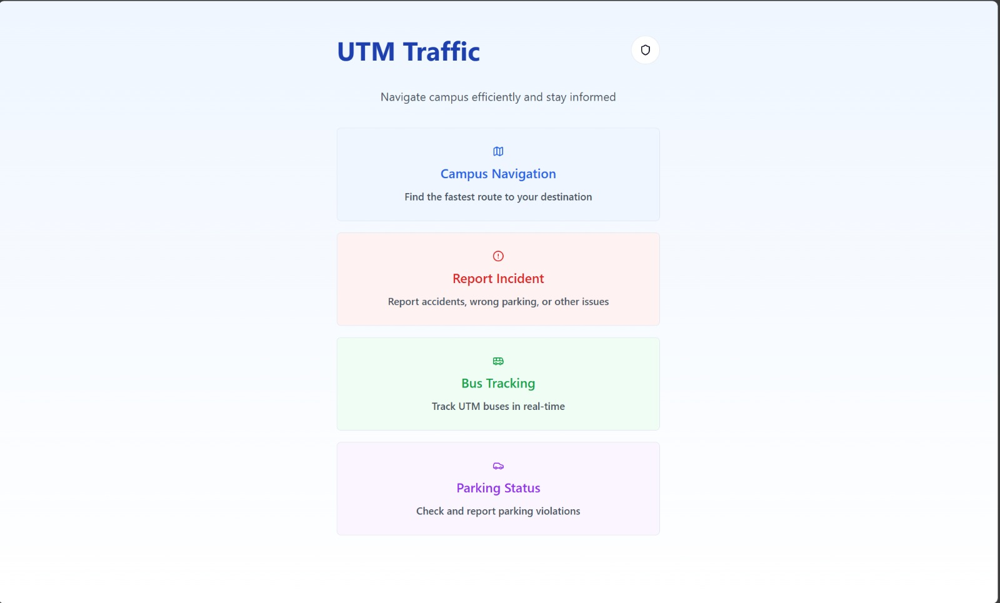 UTM Traffic
Navigate campus efficiently and stay informed
Campus Navigation
Find the fastest route to your destination
Report Incident
Report accidents, wrong parking, or other issues
Bus Tracking
Track UTM buses in real-time
Parking Status
Check and report parking violations